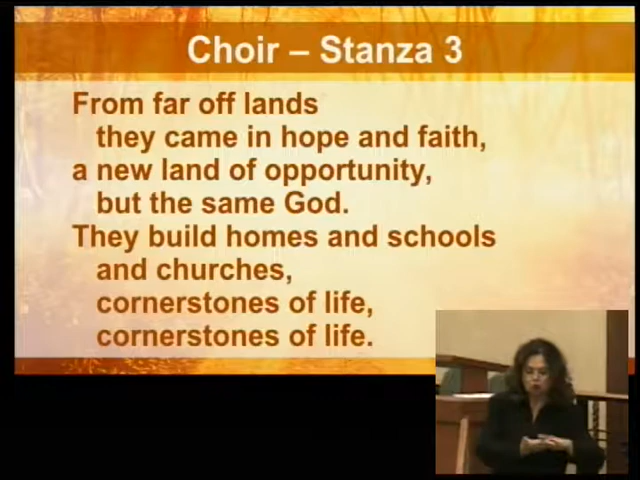 Choir – Stanza 3
From far off lands
they came in hope and faith,
a new land of opportunity,
but the same God.
They build homes and schools
and churches,
cornerstones of life,
cornerstones of life.